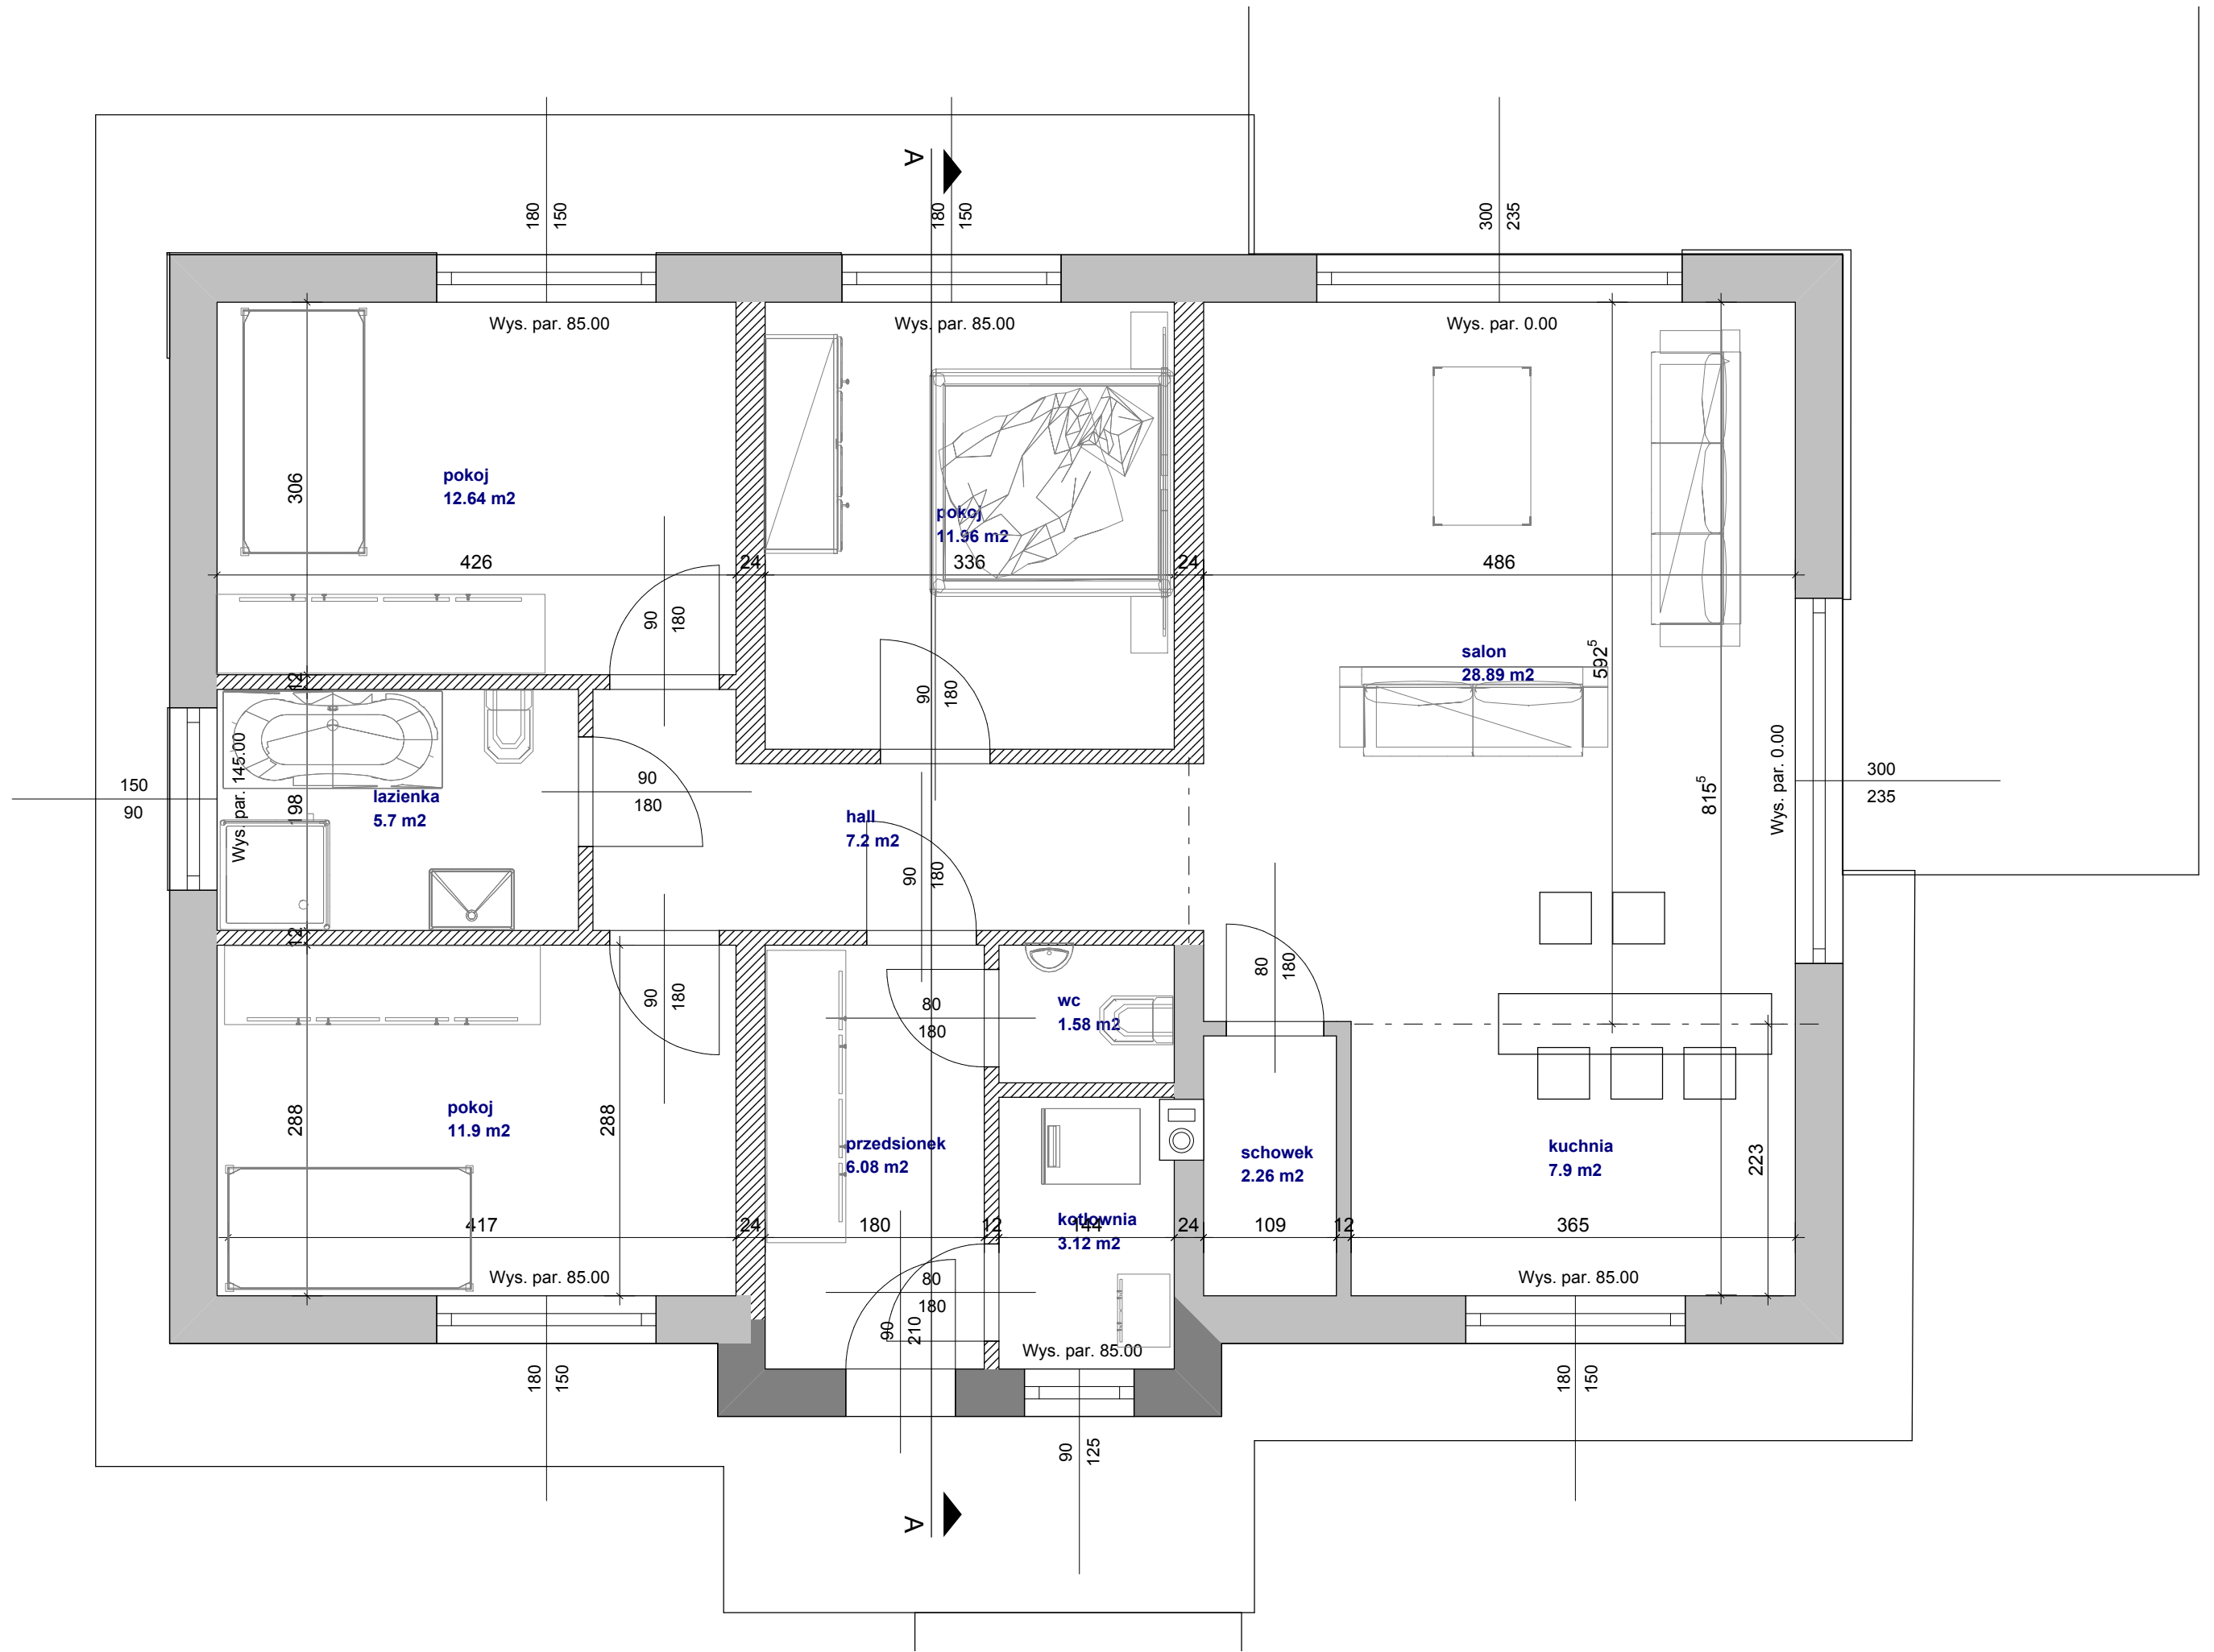 A
180
150
180
150
300
235
Wys. par. 85.00
Wys. par. 85.00
Wys. par. 0.00
pokoj
12.64 m2
306
pokoj
11.96 m2
426
24
336
24
486
90
180
salon
28.89 m2
592⁵
90
180
12
Wys. par. 145.00
150
90
lazienka
5.7 m2
198
90
180
hall
7.2 m2
90
180
815⁵
Wys. par. 0.00
300
235
12
90
180
80
180
wc
1.58 m2
80
180
pokoj
11.9 m2
288
288
przedsionek
6.08 m2
schowek
2.26 m2
kuchnia
7.9 m2
223
417
24
180
12
144
kotlownia
3.12 m2
24
109
12
365
Wys. par. 85.00
80
180
90
210
Wys. par. 85.00
Wys. par. 85.00
180
150
180
150
90
125
A